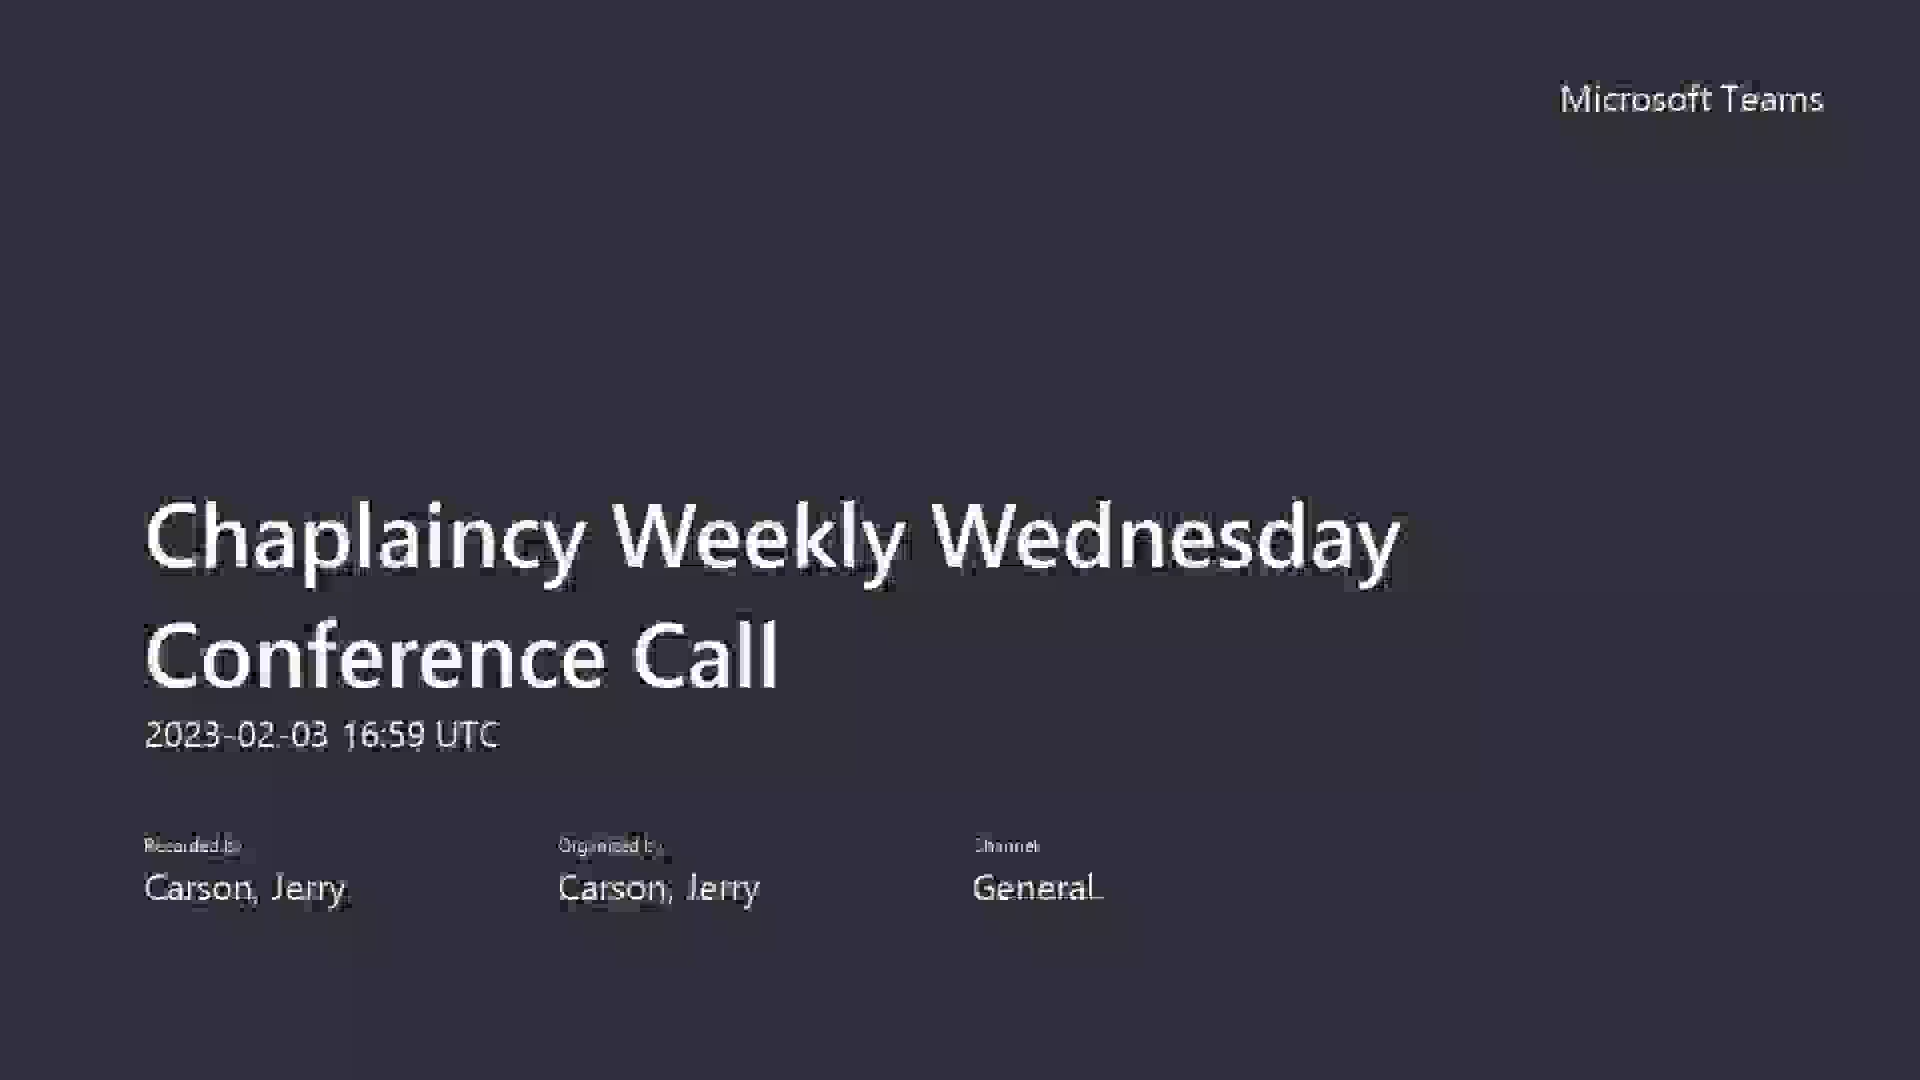 Microsoft Teams
Chaplaincy Weekly Wednesday
Conference Call
2023-02-03 16:59 UTC
Recorded by
Organized by
Channel
Carson, Jerry
Carson, Jerry
General